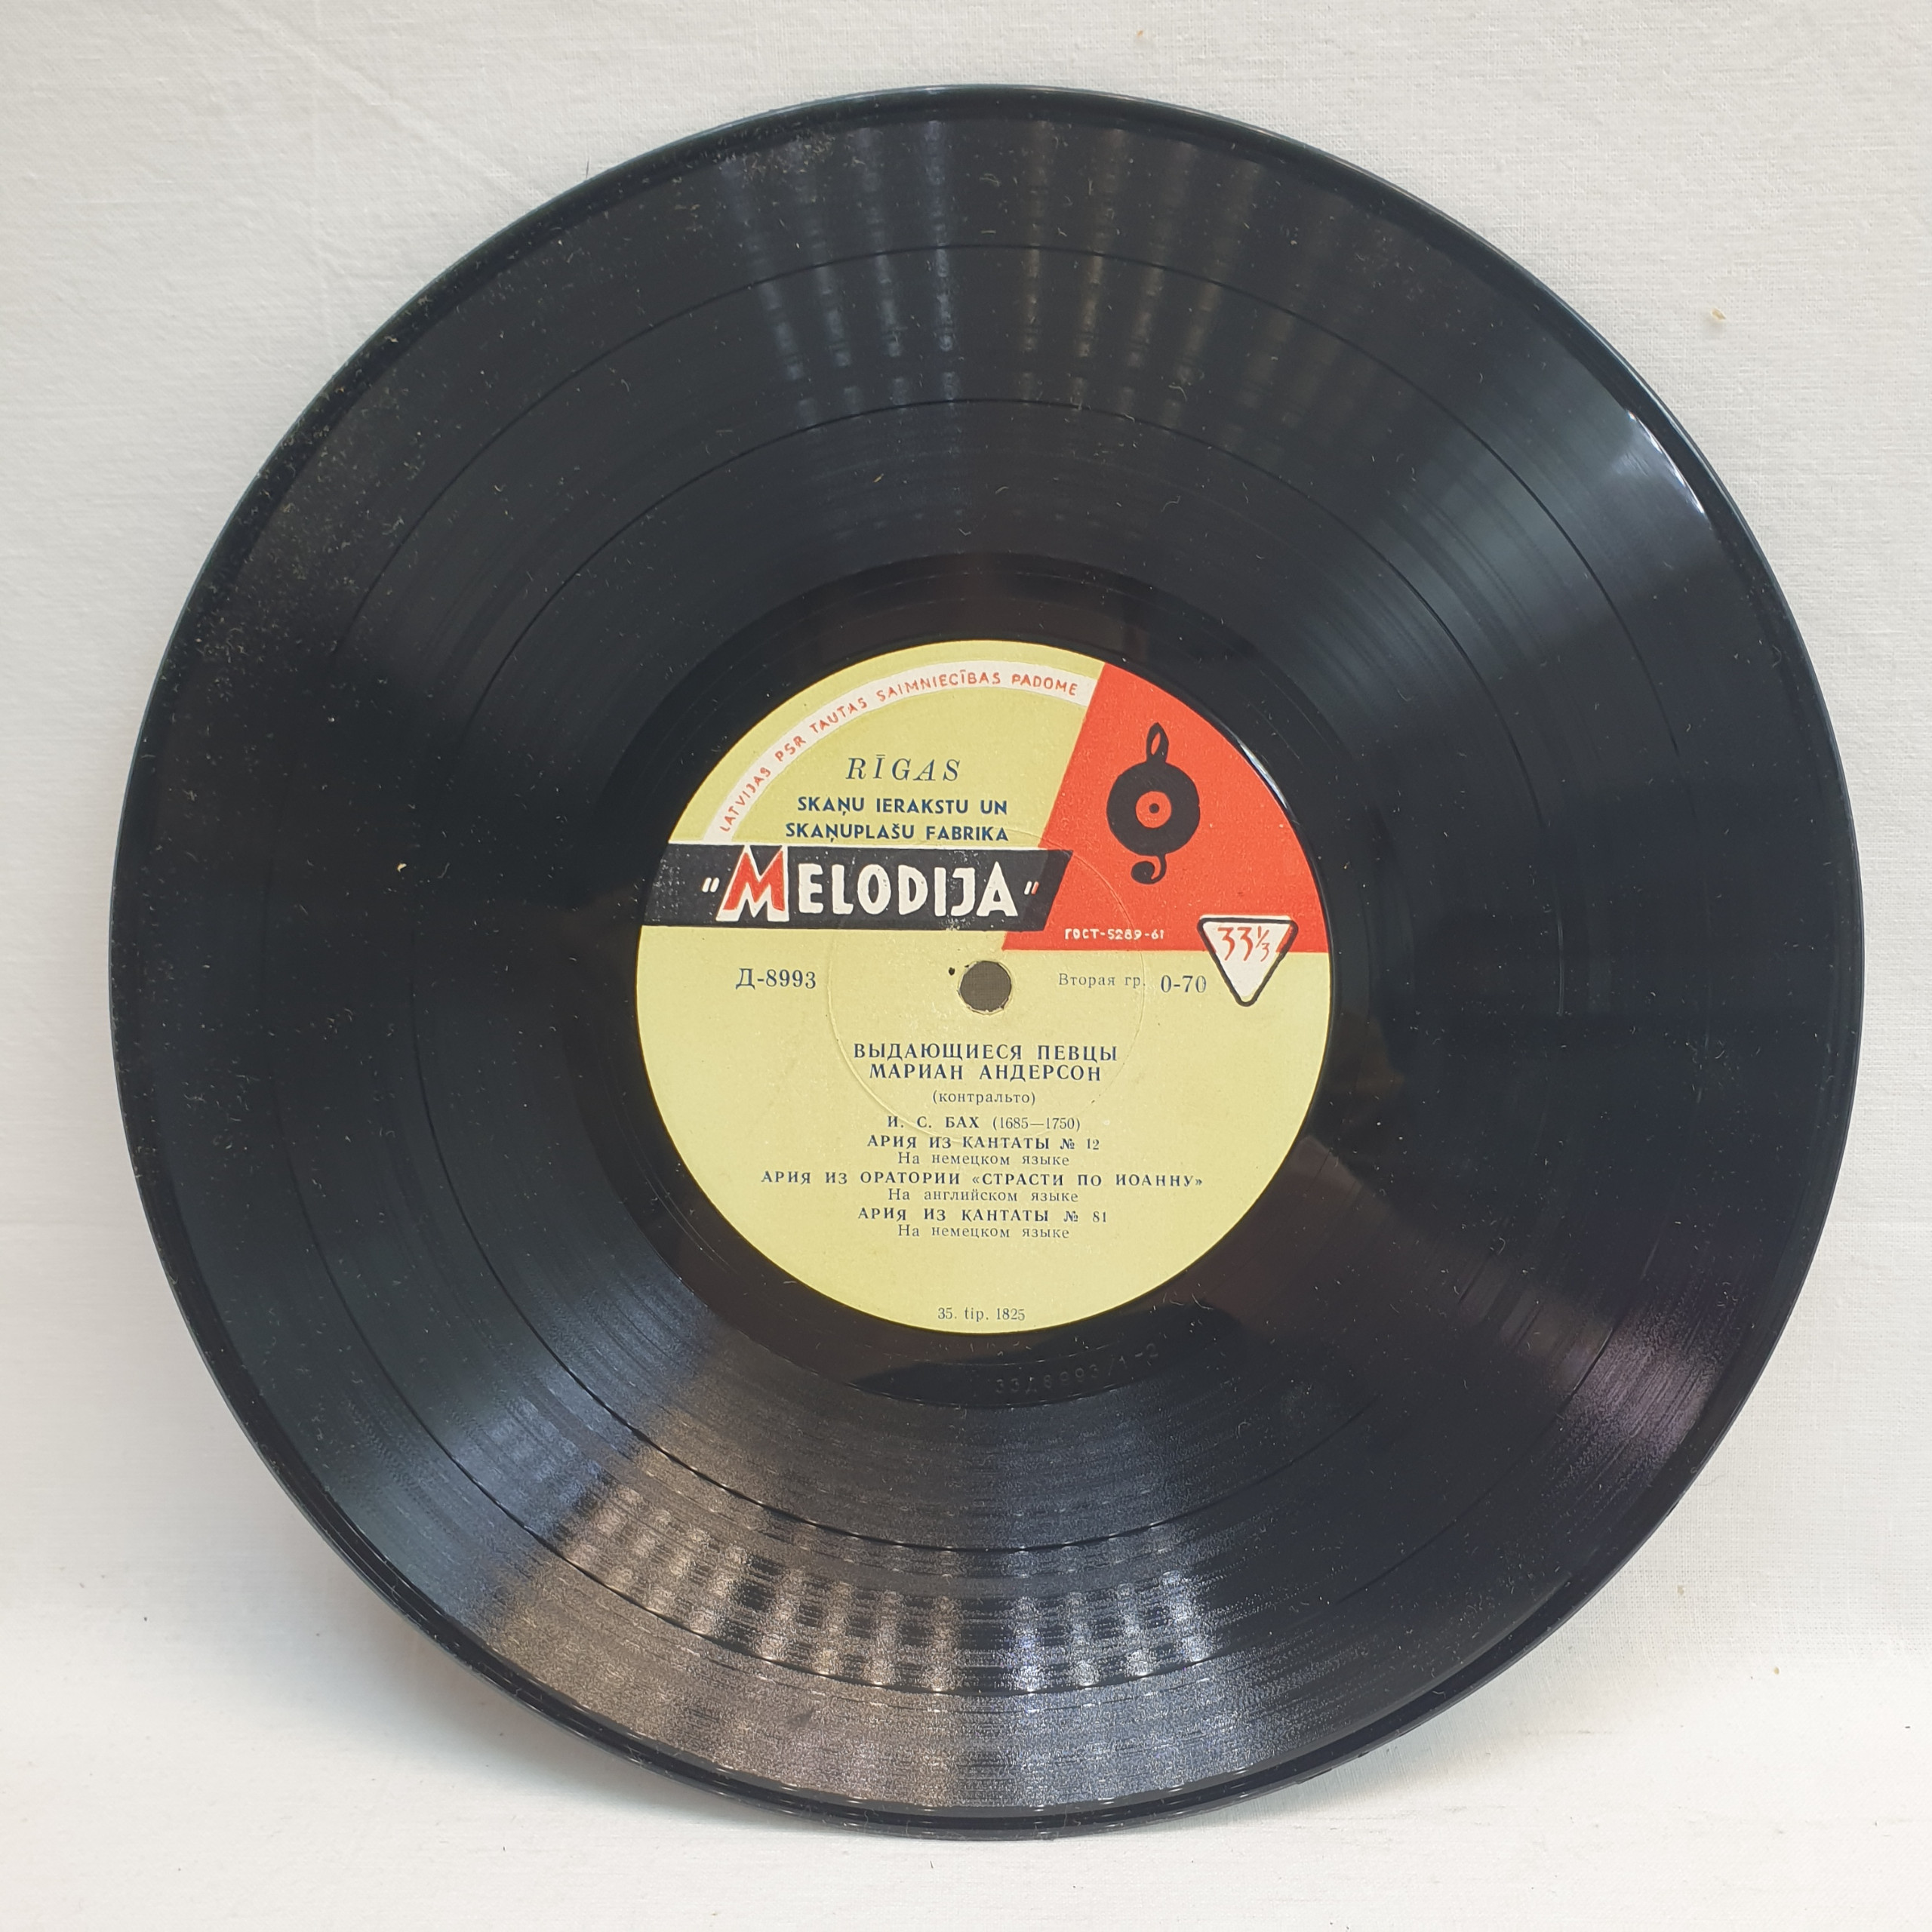 LATVIJAS PSR TAUTAS SAIMNIECĪBAS PADOME
RĪGAS
SKAŅU IERAKSTU UN
SKAŅUPLAŠU FABRIKA
"MELODIJA"
ГОСТ-5289-61
33⅓
Д-8993
Вторая гр. 0-70
ВЫДАЮЩИЕСЯ ПЕВЦЫ
МАРИАН АНДЕРСОН
(контральто)
И. С. БАХ (1685—1750)
АРИЯ ИЗ КАНТАТЫ № 12
На немецком языке
АРИЯ ИЗ ОРАТОРИИ «СТРАСТИ ПО ИОАННУ»
На английском языке
АРИЯ ИЗ КАНТАТЫ № 81
На немецком языке
35. tip. 1825
33Д8993/1-2